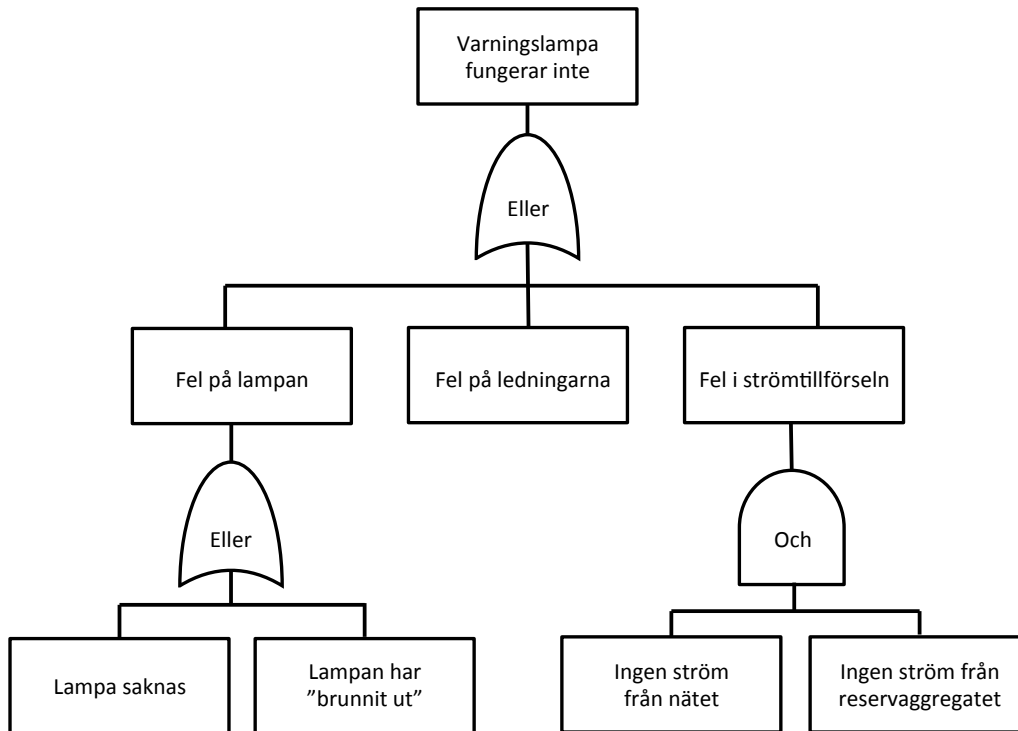 Varningslampa
fungerar inte
Eller
Fel på lampan
Fel på ledningarna
Fel i strömtillförseln
Eller
Och
Lampa saknas
Lampan har
”brunnit ut”
Ingen ström
från nätet
Ingen ström från
reservaggregatet